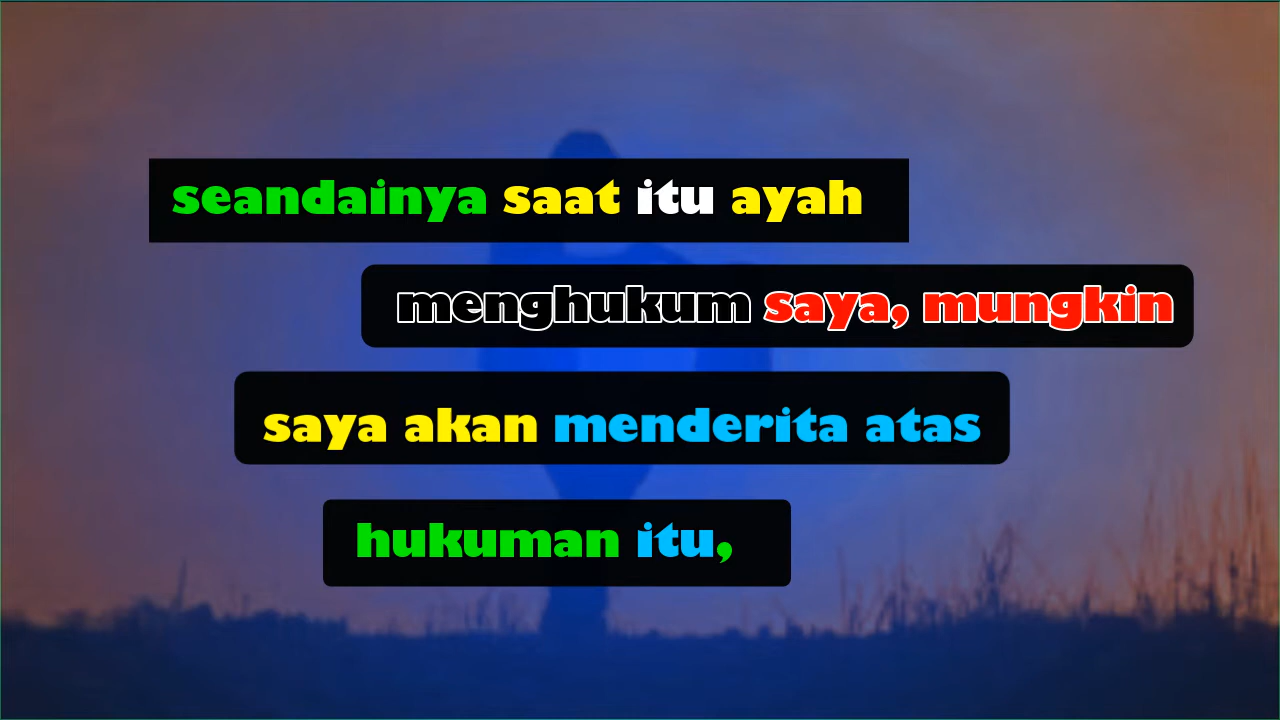 seandainya saat itu ayah
menghukum saya, mungkin
saya akan menderita atas
hukuman itu,